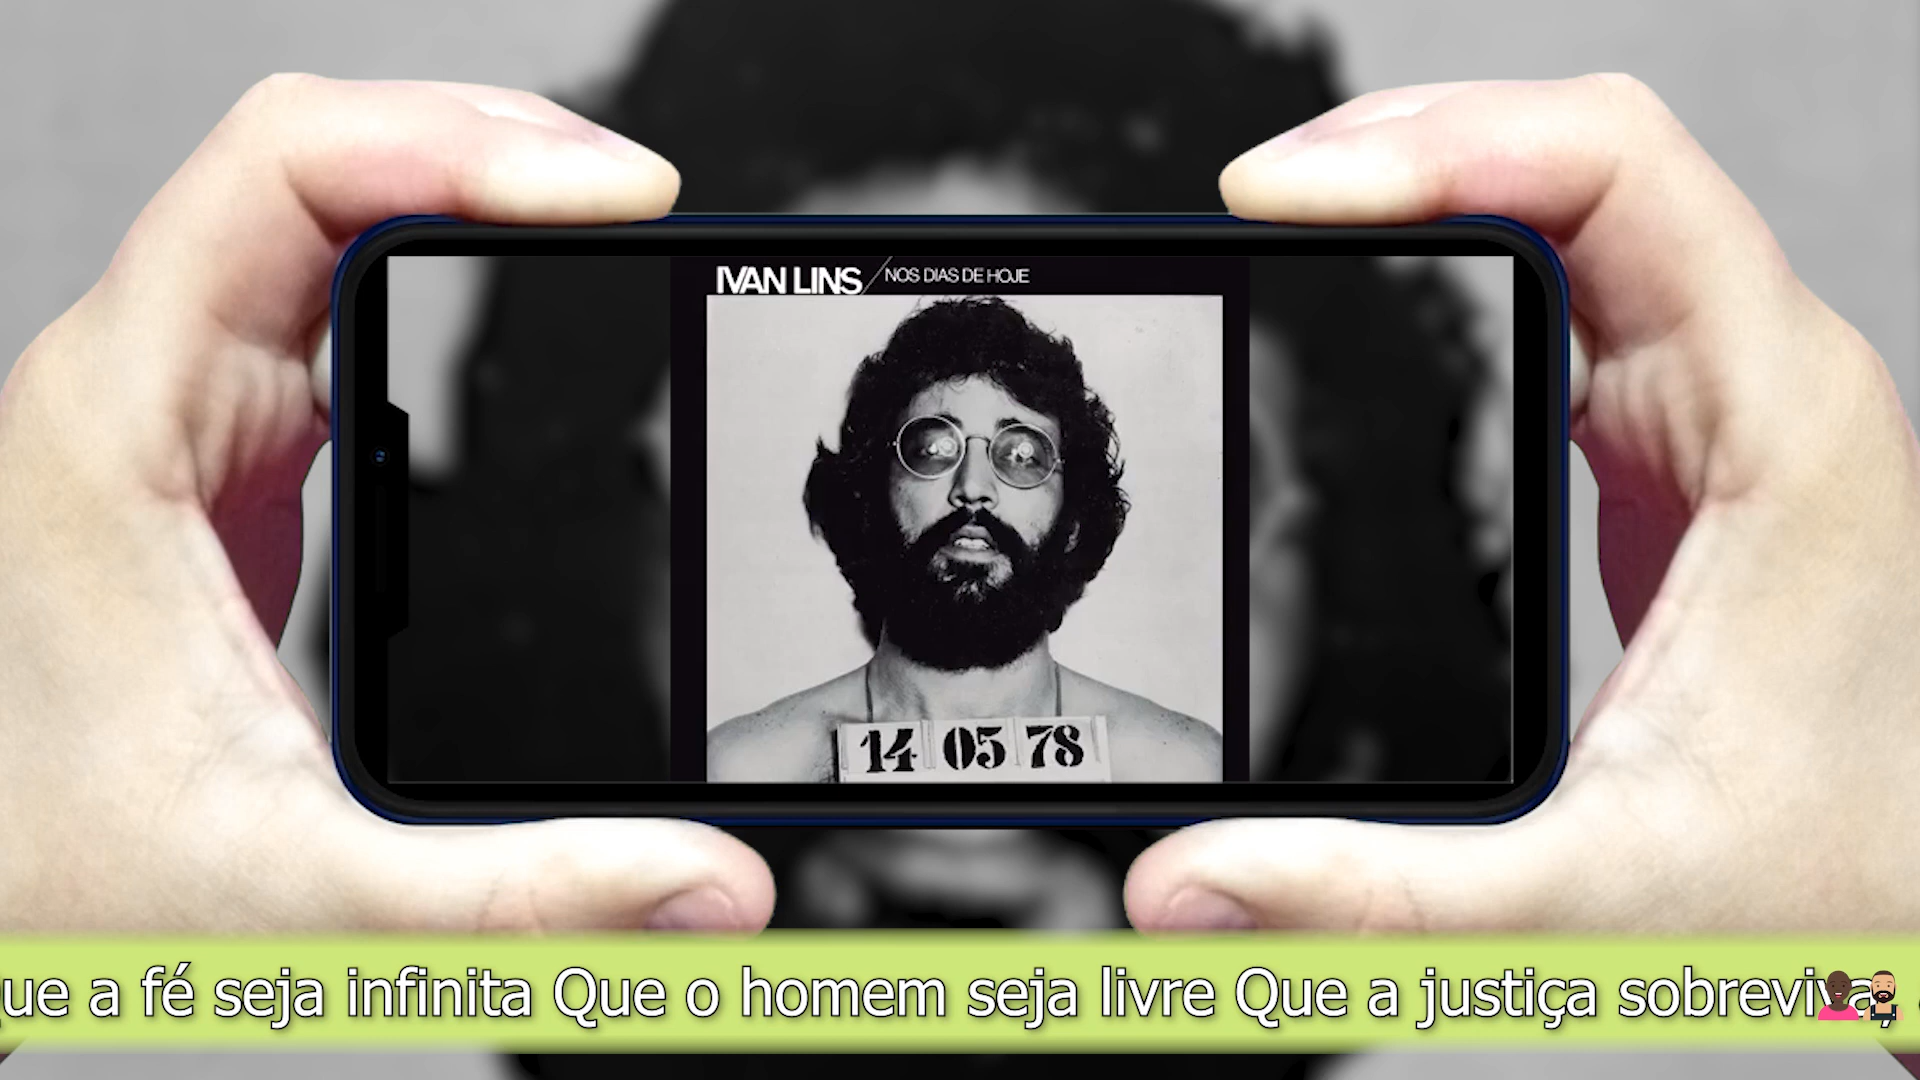 IVAN LINS / NOS DIAS DE HOJE
14 05 78
ue a fé seja infinita Que o homem seja livre Que a justiça sobreviva,